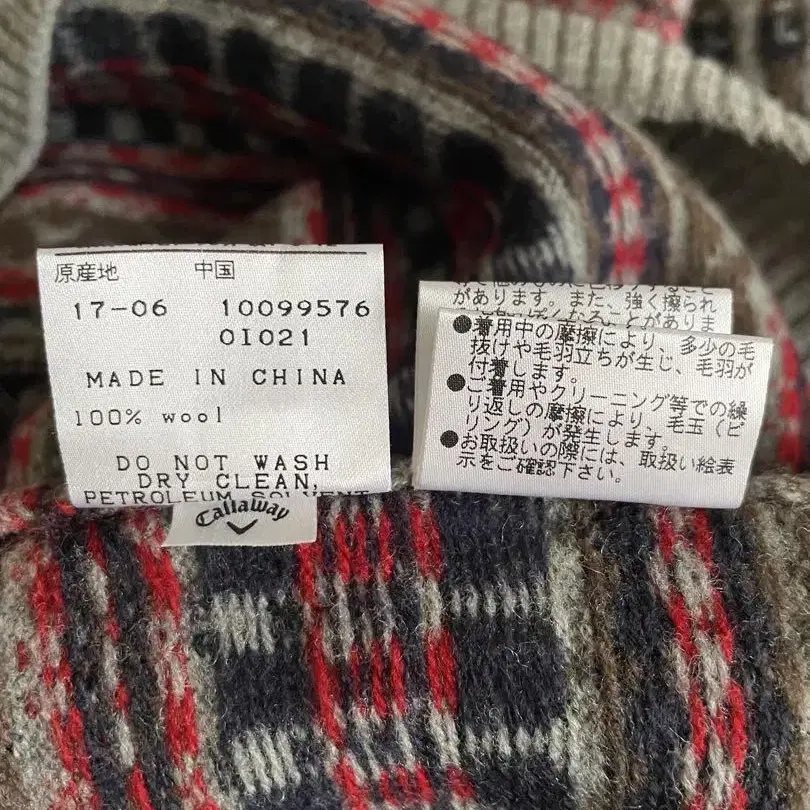 原産地 中国
17-06 10099576
01021
MADE IN CHINA
100% wool
DO NOT WASH
DRY CLEAN,
PETROLEUM SOLVENT
Callaway
があります。また、強く擦られ
●着用中の摩擦により、多少の毛
抜けや毛羽立ちが生じ、毛羽が
付着します。
●ご着用やクリーニング等での繰
り返しの摩擦により、毛玉（ピ
リング）が発生します。
●お取扱いの際には、取扱い絵表
示をご確認下さい。